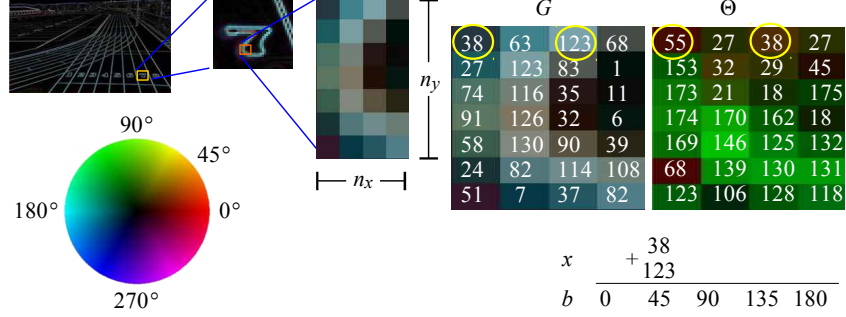 G Θ
38 63 123 68 55 27 38 27
27 123 83 1 153 32 29 45
n_y 74 116 35 11 173 21 18 175
90° 91 126 32 6 174 170 162 18
45° 58 130 90 39 169 146 125 132
n_x 24 82 114 108 68 139 130 131
180° 0° 51 7 37 82 123 106 128 118
38
x +
123
270° b 0 45 90 135 180